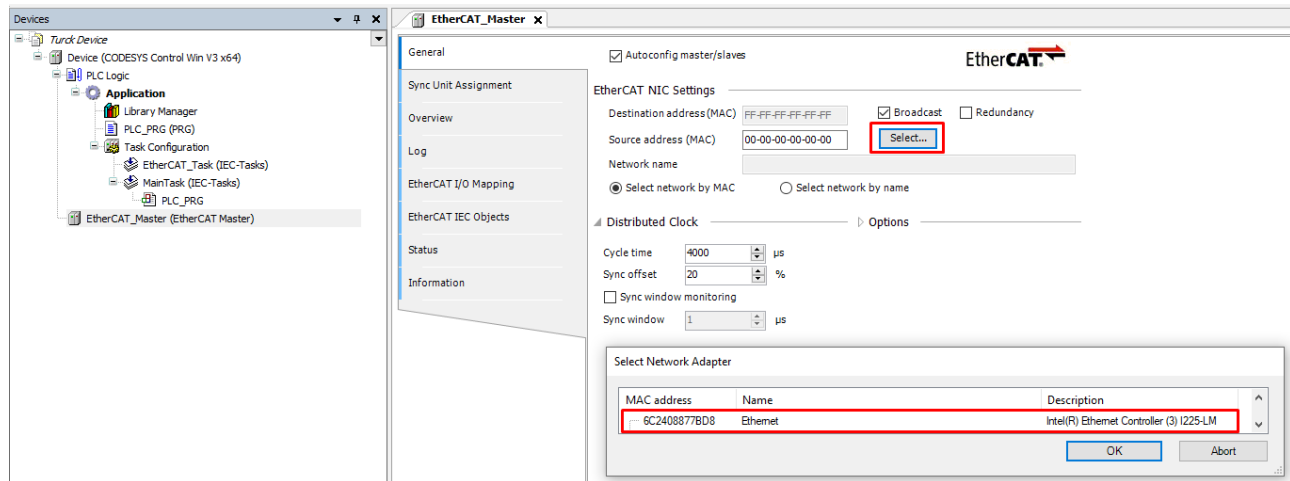 Devices
Turck Device
Device (CODESYS Control Win V3 x64)
PLC Logic
Application
Library Manager
PLC_PRG (PRG)
Task Configuration
EtherCAT_Task (IEC-Tasks)
MainTask (IEC-Tasks)
PLC_PRG
EtherCAT_Master (EtherCAT Master)
EtherCAT_Master
General
Sync Unit Assignment
Overview
Log
EtherCAT I/O Mapping
EtherCAT IEC Objects
Status
Information
Autoconfig master/slaves
EtherCAT.
EtherCAT NIC Settings
Destination address (MAC) FF-FF-FF-FF-FF-FF Broadcast Redundancy
Source address (MAC) 00-00-00-00-00-00 Select...
Network name
Select network by MAC Select network by name
Distributed Clock Options
Cycle time 4000 µs
Sync offset 20 %
Sync window monitoring
Sync window 1 µs
Select Network Adapter
MAC address Name Description
6C2408877BD8 Ethernet Intel(R) Ethernet Controller (3) I225-LM
OK Abort